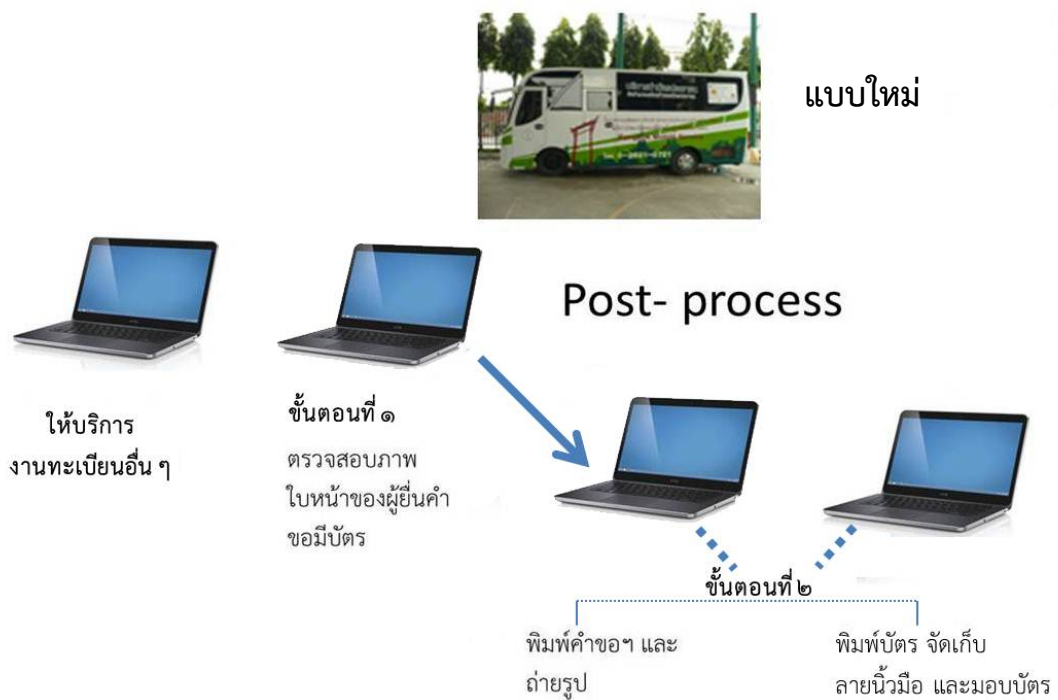 แบบใหม่
Post- process
ให้บริการ
งานทะเบียนอื่น ๆ
ขั้นตอนที่ ๑
ตรวจสอบภาพ
ใบหน้าของผู้ยื่นคำ
ขอมีบัตร
ขั้นตอนที่ ๒
พิมพ์คำขอฯ และ
ถ่ายรูป
พิมพ์บัตร จัดเก็บ
ลายนิ้วมือ และมอบบัตร